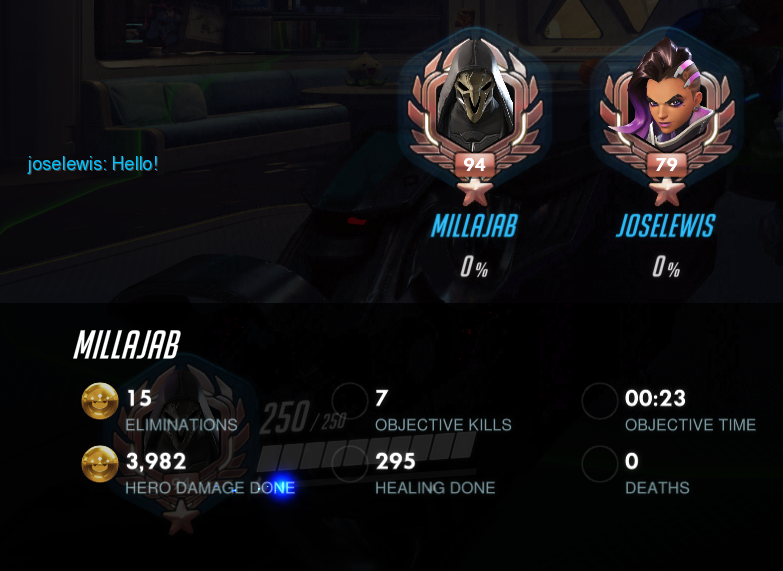 94
79
joselewis: Hello!
MILLAJAB
JOSELEWIS
0%
0%
MILLAJAB
15
ELIMINATIONS
250 / 250
7
OBJECTIVE KILLS
00:23
OBJECTIVE TIME
3,982
HERO DAMAGE DONE
295
HEALING DONE
0
DEATHS